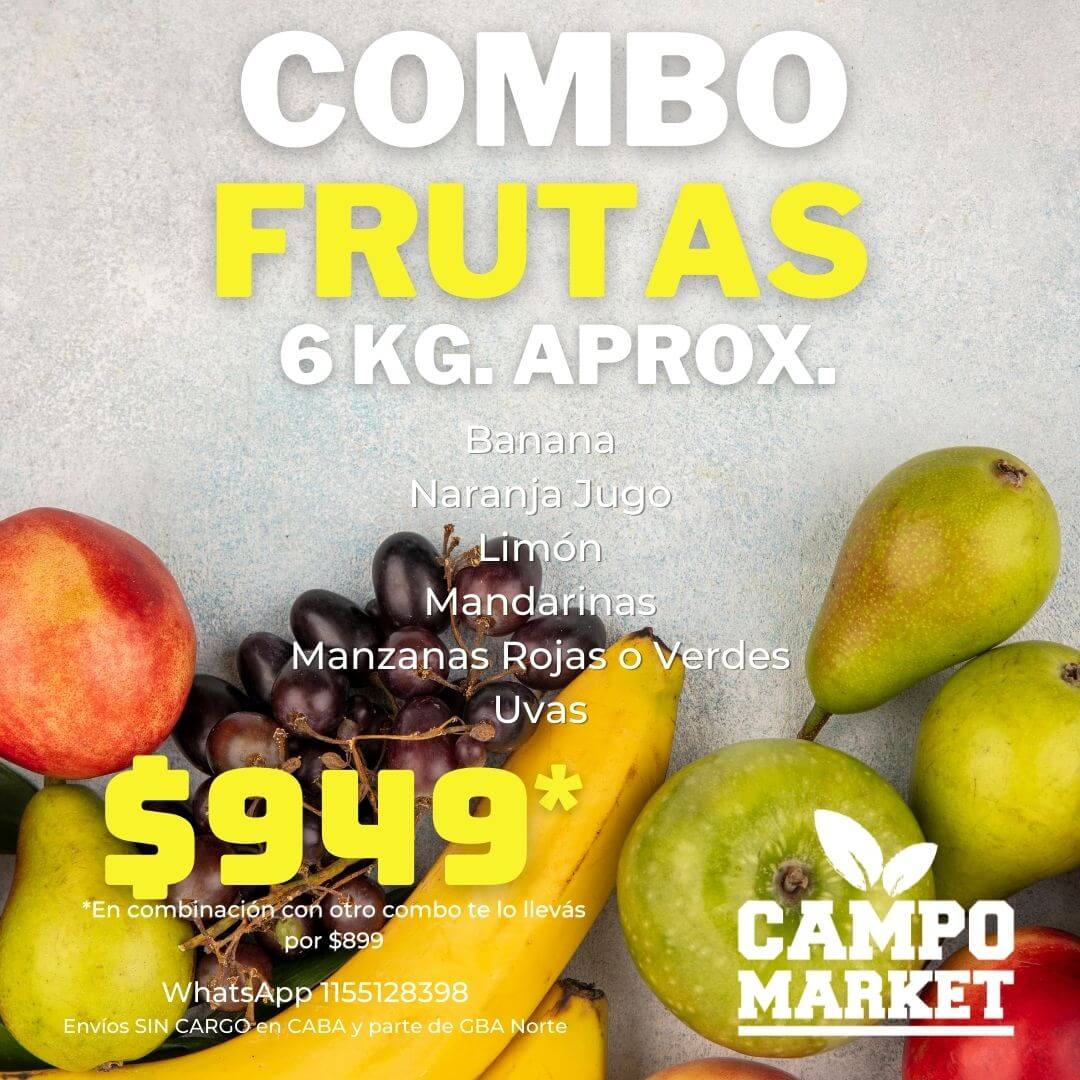 COMBO
FRUTAS
6 KG. APROX.
Banana
Naranja Jugo
Limón
Mandarinas
Manzanas Rojas o Verdes
Uvas
$949*
*En combinación con otro combo te lo llevás
por $899
WhatsApp 1155128398
Envíos SIN CARGO en CABA y parte de GBA Norte
CAMPO
MARKET